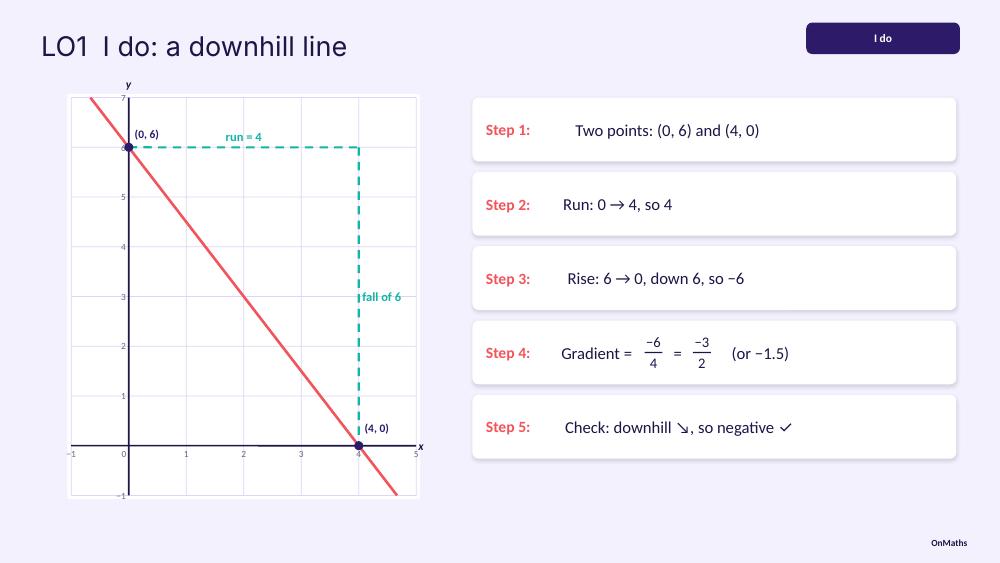 LO1 I do: a downhill line
I do
y
7
(0, 6)
run = 4
6
5
4
3
fall of 6
2
1
(4, 0)
x
−1 0 1 2 3 4 5
−1
Step 1: Two points: (0, 6) and (4, 0)
Step 2: Run: 0 → 4, so 4
Step 3: Rise: 6 → 0, down 6, so −6
Step 4: Gradient = −6/4 = −3/2 (or −1.5)
Step 5: Check: downhill ↘, so negative ✓
OnMaths